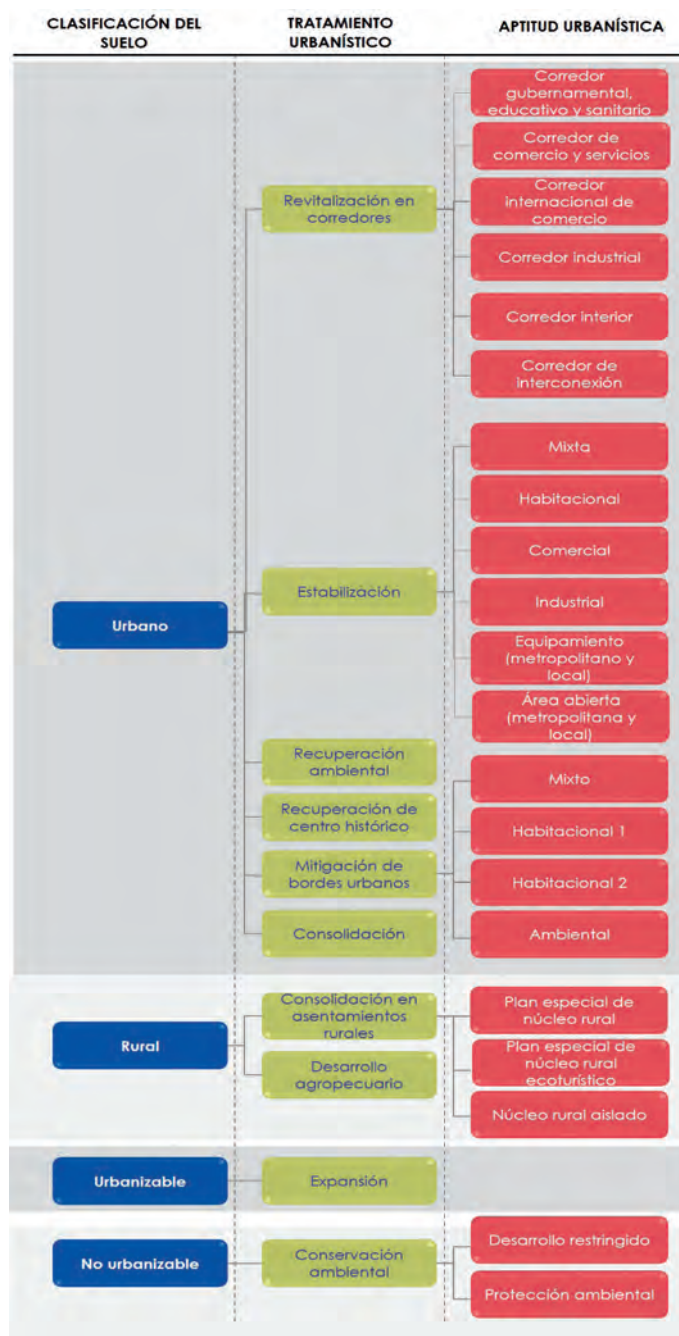 CLASIFICACIÓN DEL
SUELO
TRATAMIENTO
URBANÍSTICO
APTITUD URBANÍSTICA
Urbano
Revitalización en
corredores
Corredor
gubernamental,
educativo y sanitario
Corredor de
comercio y servicios
Corredor
internacional de
comercio
Corredor industrial
Corredor interior
Corredor de
interconexión
Estabilización
Mixta
Habitacional
Comercial
Industrial
Equipamiento
(metropolitano y
local)
Área abierta
(metropolitana y
local)
Recuperación
ambiental
Recuperación de
centro histórico
Mitigación de
bordes urbanos
Mixto
Habitacional 1
Habitacional 2
Ambiental
Consolidación
Rural
Consolidación en
asentamientos
rurales
Plan especial de
núcleo rural
Plan especial de
núcleo rural
ecoturístico
Núcleo rural aislado
Desarrollo
agropecuario
Urbanizable
Expansión
No urbanizable
Conservación
ambiental
Desarrollo restringido
Protección ambiental